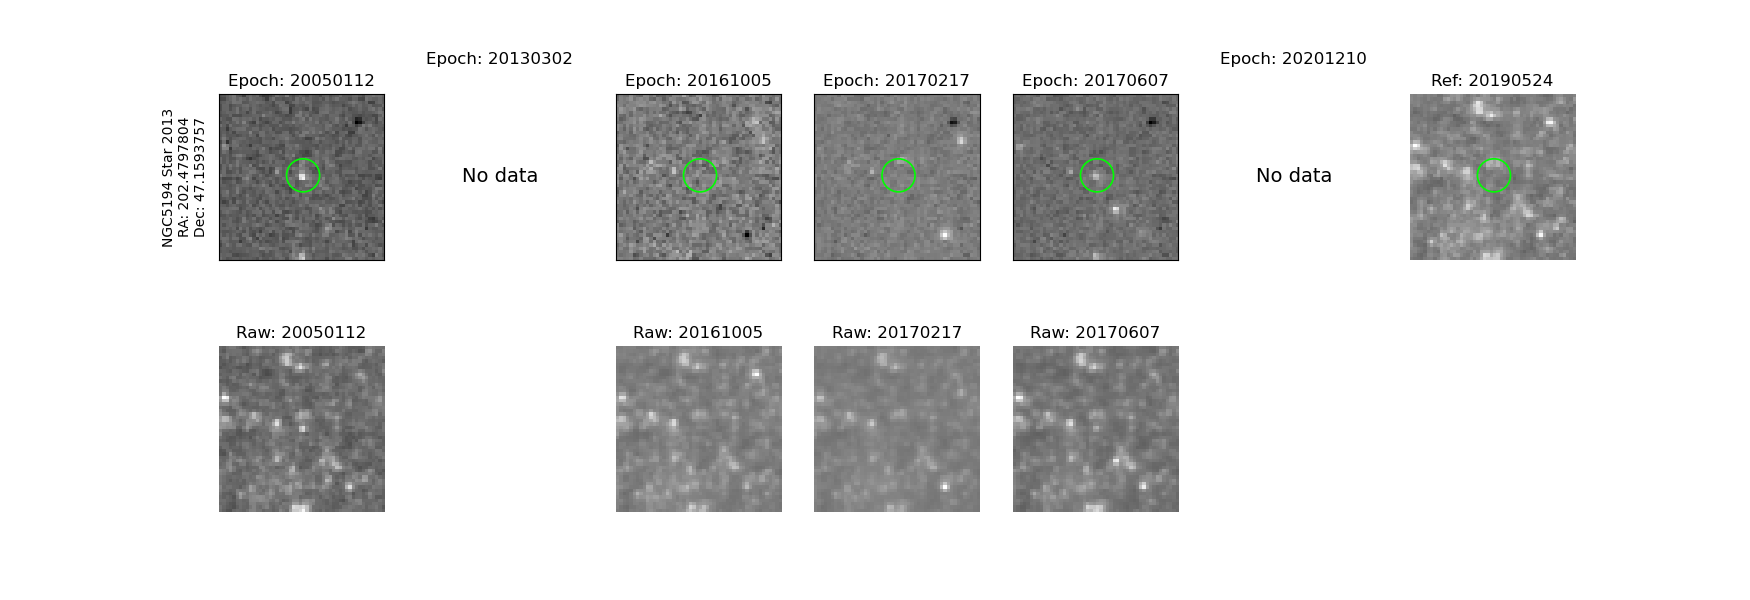 Epoch: 20130302
Epoch: 20201210
Epoch: 20050112
Epoch: 20161005
Epoch: 20170217
Epoch: 20170607
Ref: 20190524
NGC5194 Star 2013
RA: 202.4797804
Dec: 47.1593757
No data
No data
Raw: 20050112
Raw: 20161005
Raw: 20170217
Raw: 20170607